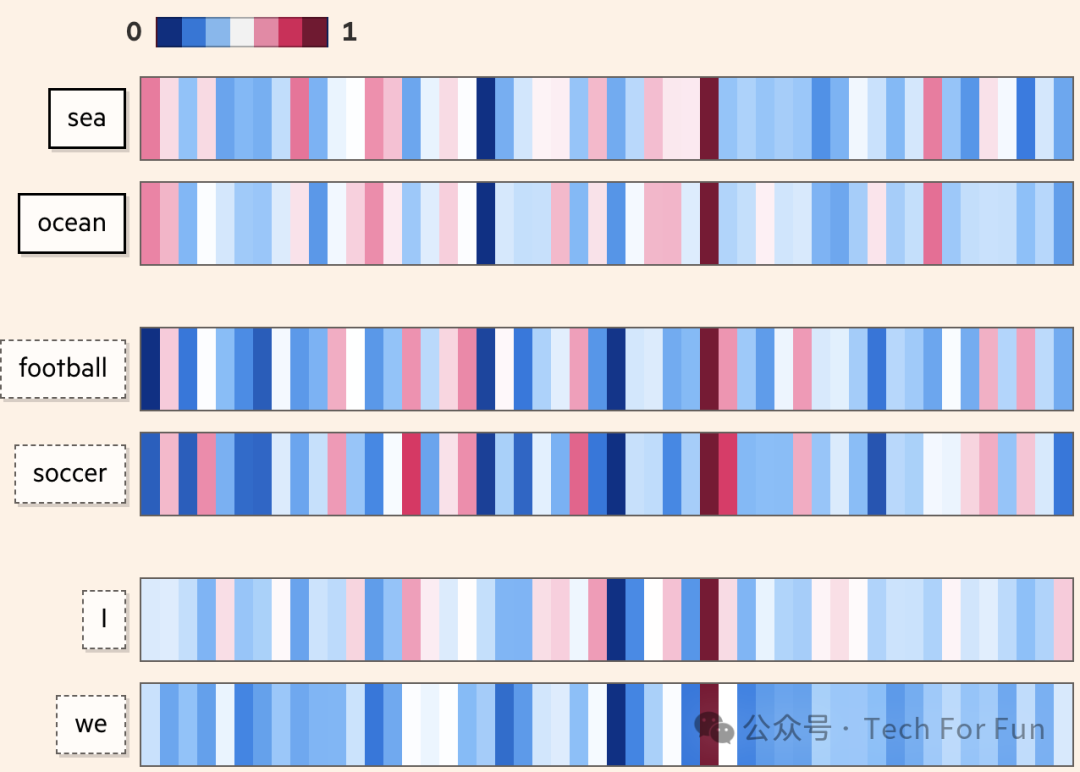 0 1
sea
ocean
football
soccer
I
we
公众号 · Tech For Fun